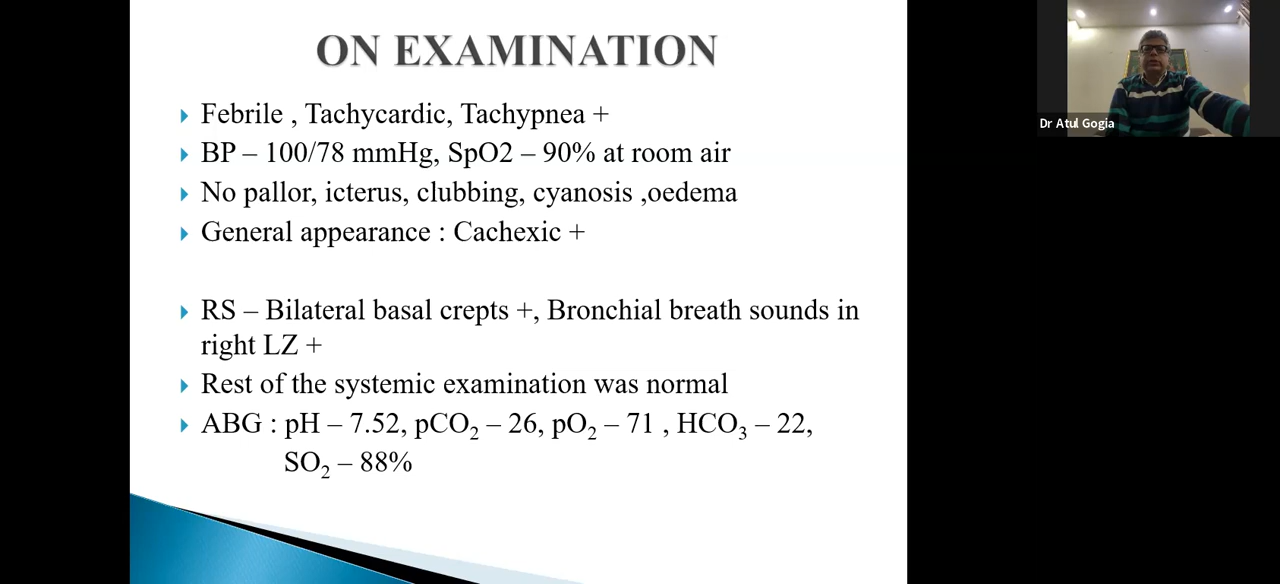 ON EXAMINATION
Febrile , Tachycardic, Tachypnea +
BP – 100/78 mmHg, SpO2 – 90% at room air
No pallor, icterus, clubbing, cyanosis ,oedema
General appearance : Cachexic +
RS – Bilateral basal crepts +, Bronchial breath sounds in
right LZ +
Rest of the systemic examination was normal
ABG : pH – 7.52, pCO₂ – 26, pO₂ – 71 , HCO₃ – 22,
SO₂ – 88%
Dr Atul Gogia